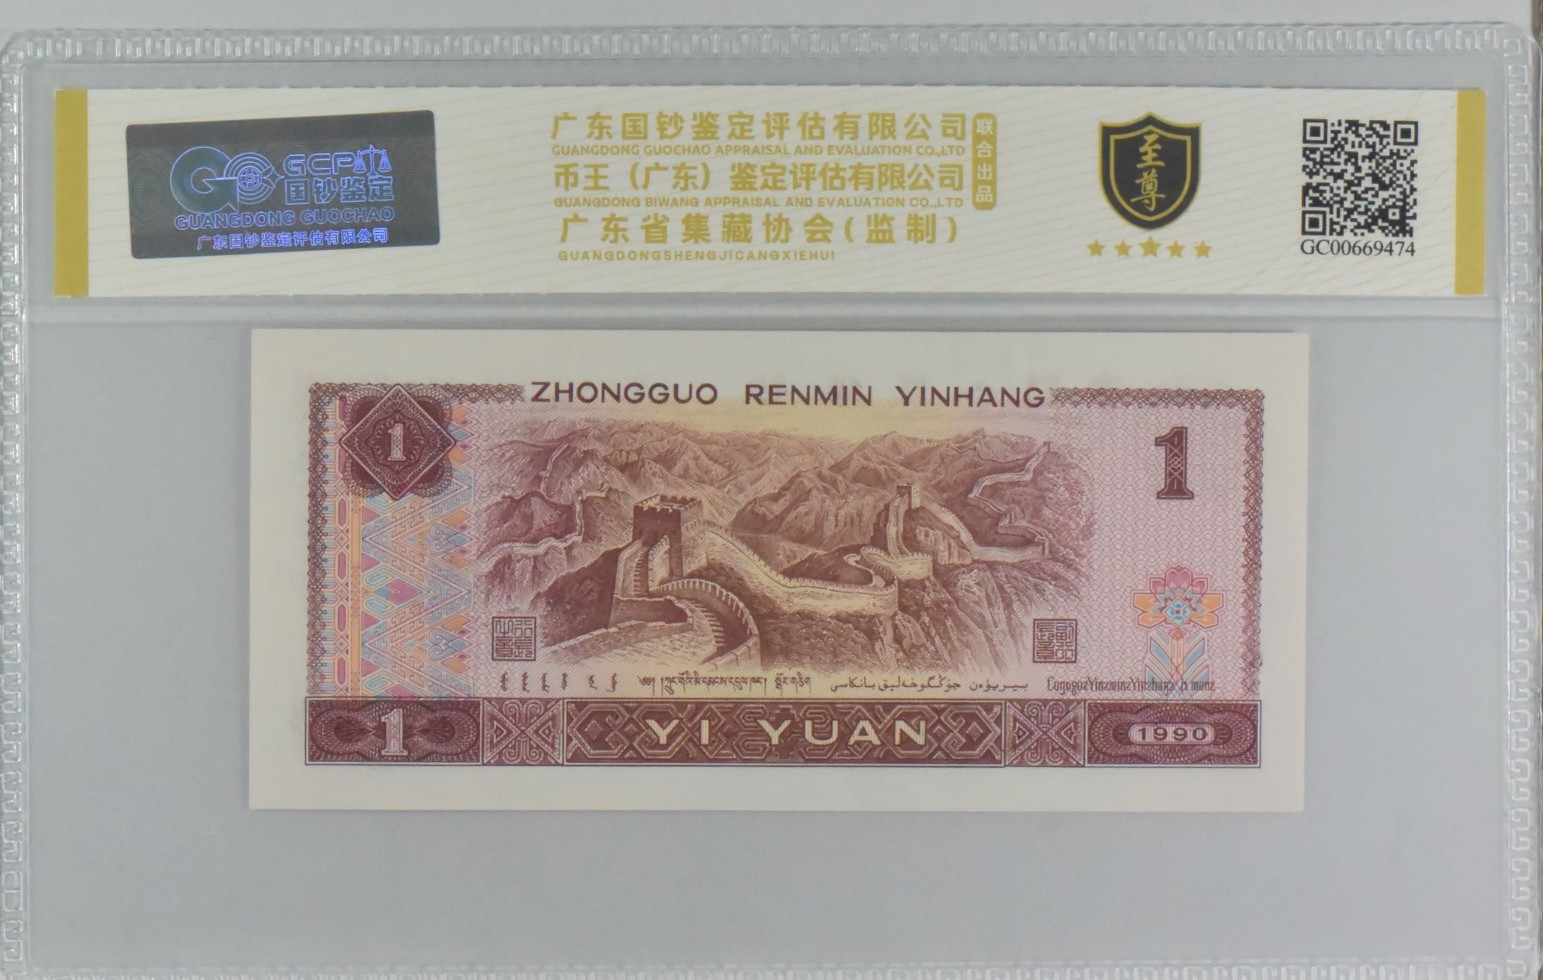 GCP
国钞鉴定
GUANGDONG GUOCHAO
广东国钞鉴定评估有限公司
广东国钞鉴定评估有限公司
GUANGDONG GUOCHAO APPRAISAL AND EVALUATION CO.,LTD
币王（广东）鉴定评估有限公司
GUANGDONG BIWANG APPRAISAL AND EVALUATION CO.,LTD
联合出品
广东省集藏协会(监制)
GUANGDONGSHENGJICANGXIEHUI
至尊
GC00669474
ZHONGGUO RENMIN YINHANG
1
1
1
YI YUAN
1990